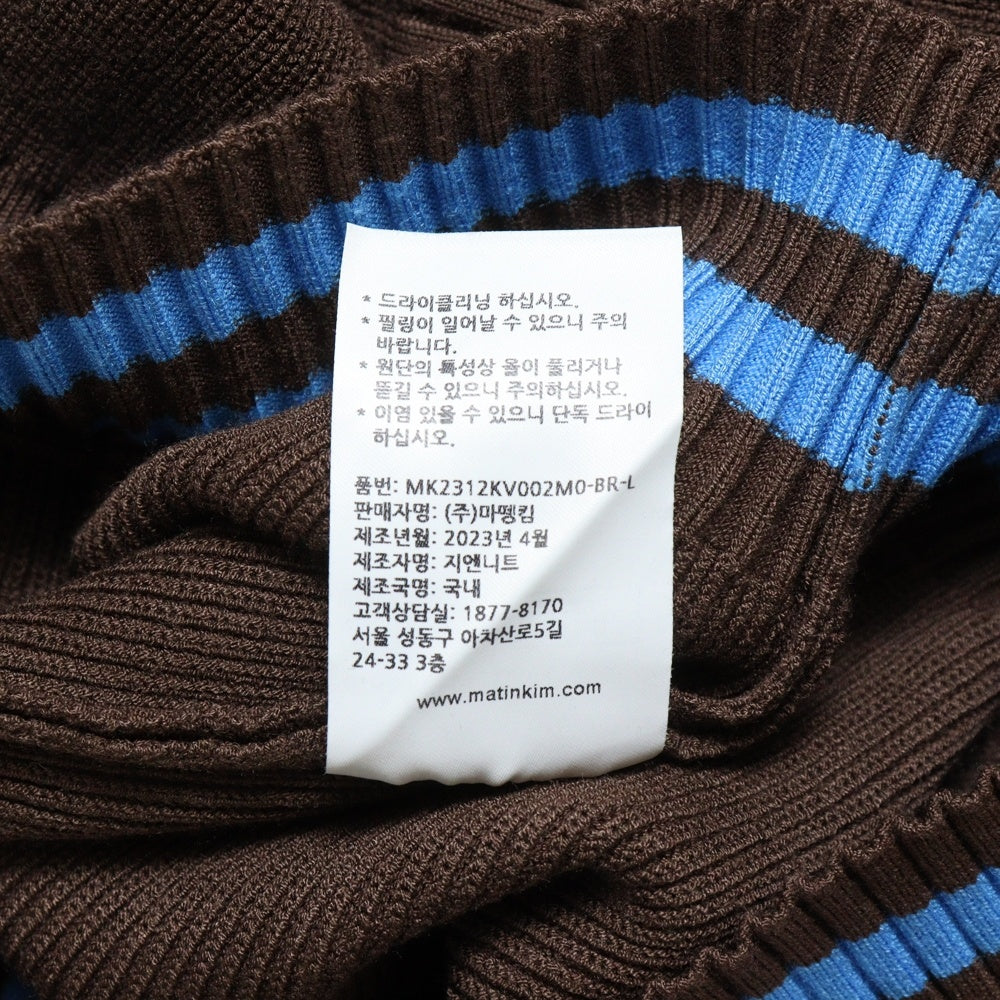 * 드라이클리닝 하십시오.
* 필링이 일어날 수 있으니 주의
바랍니다.
* 원단의 특성상 올이 풀리거나
뜯길 수 있으니 주의하십시오.
* 이염 있을 수 있으니 단독 드라이
하십시오.
품번: MK2312KV002M0-BR-L
판매자명: (주)마뗑킴
제조년월: 2023년 4월
제조자명: 지엔니트
제조국명: 국내
고객상담실: 1877-8170
서울 성동구 아차산로5길
24-33 3층
www.matinkim.com